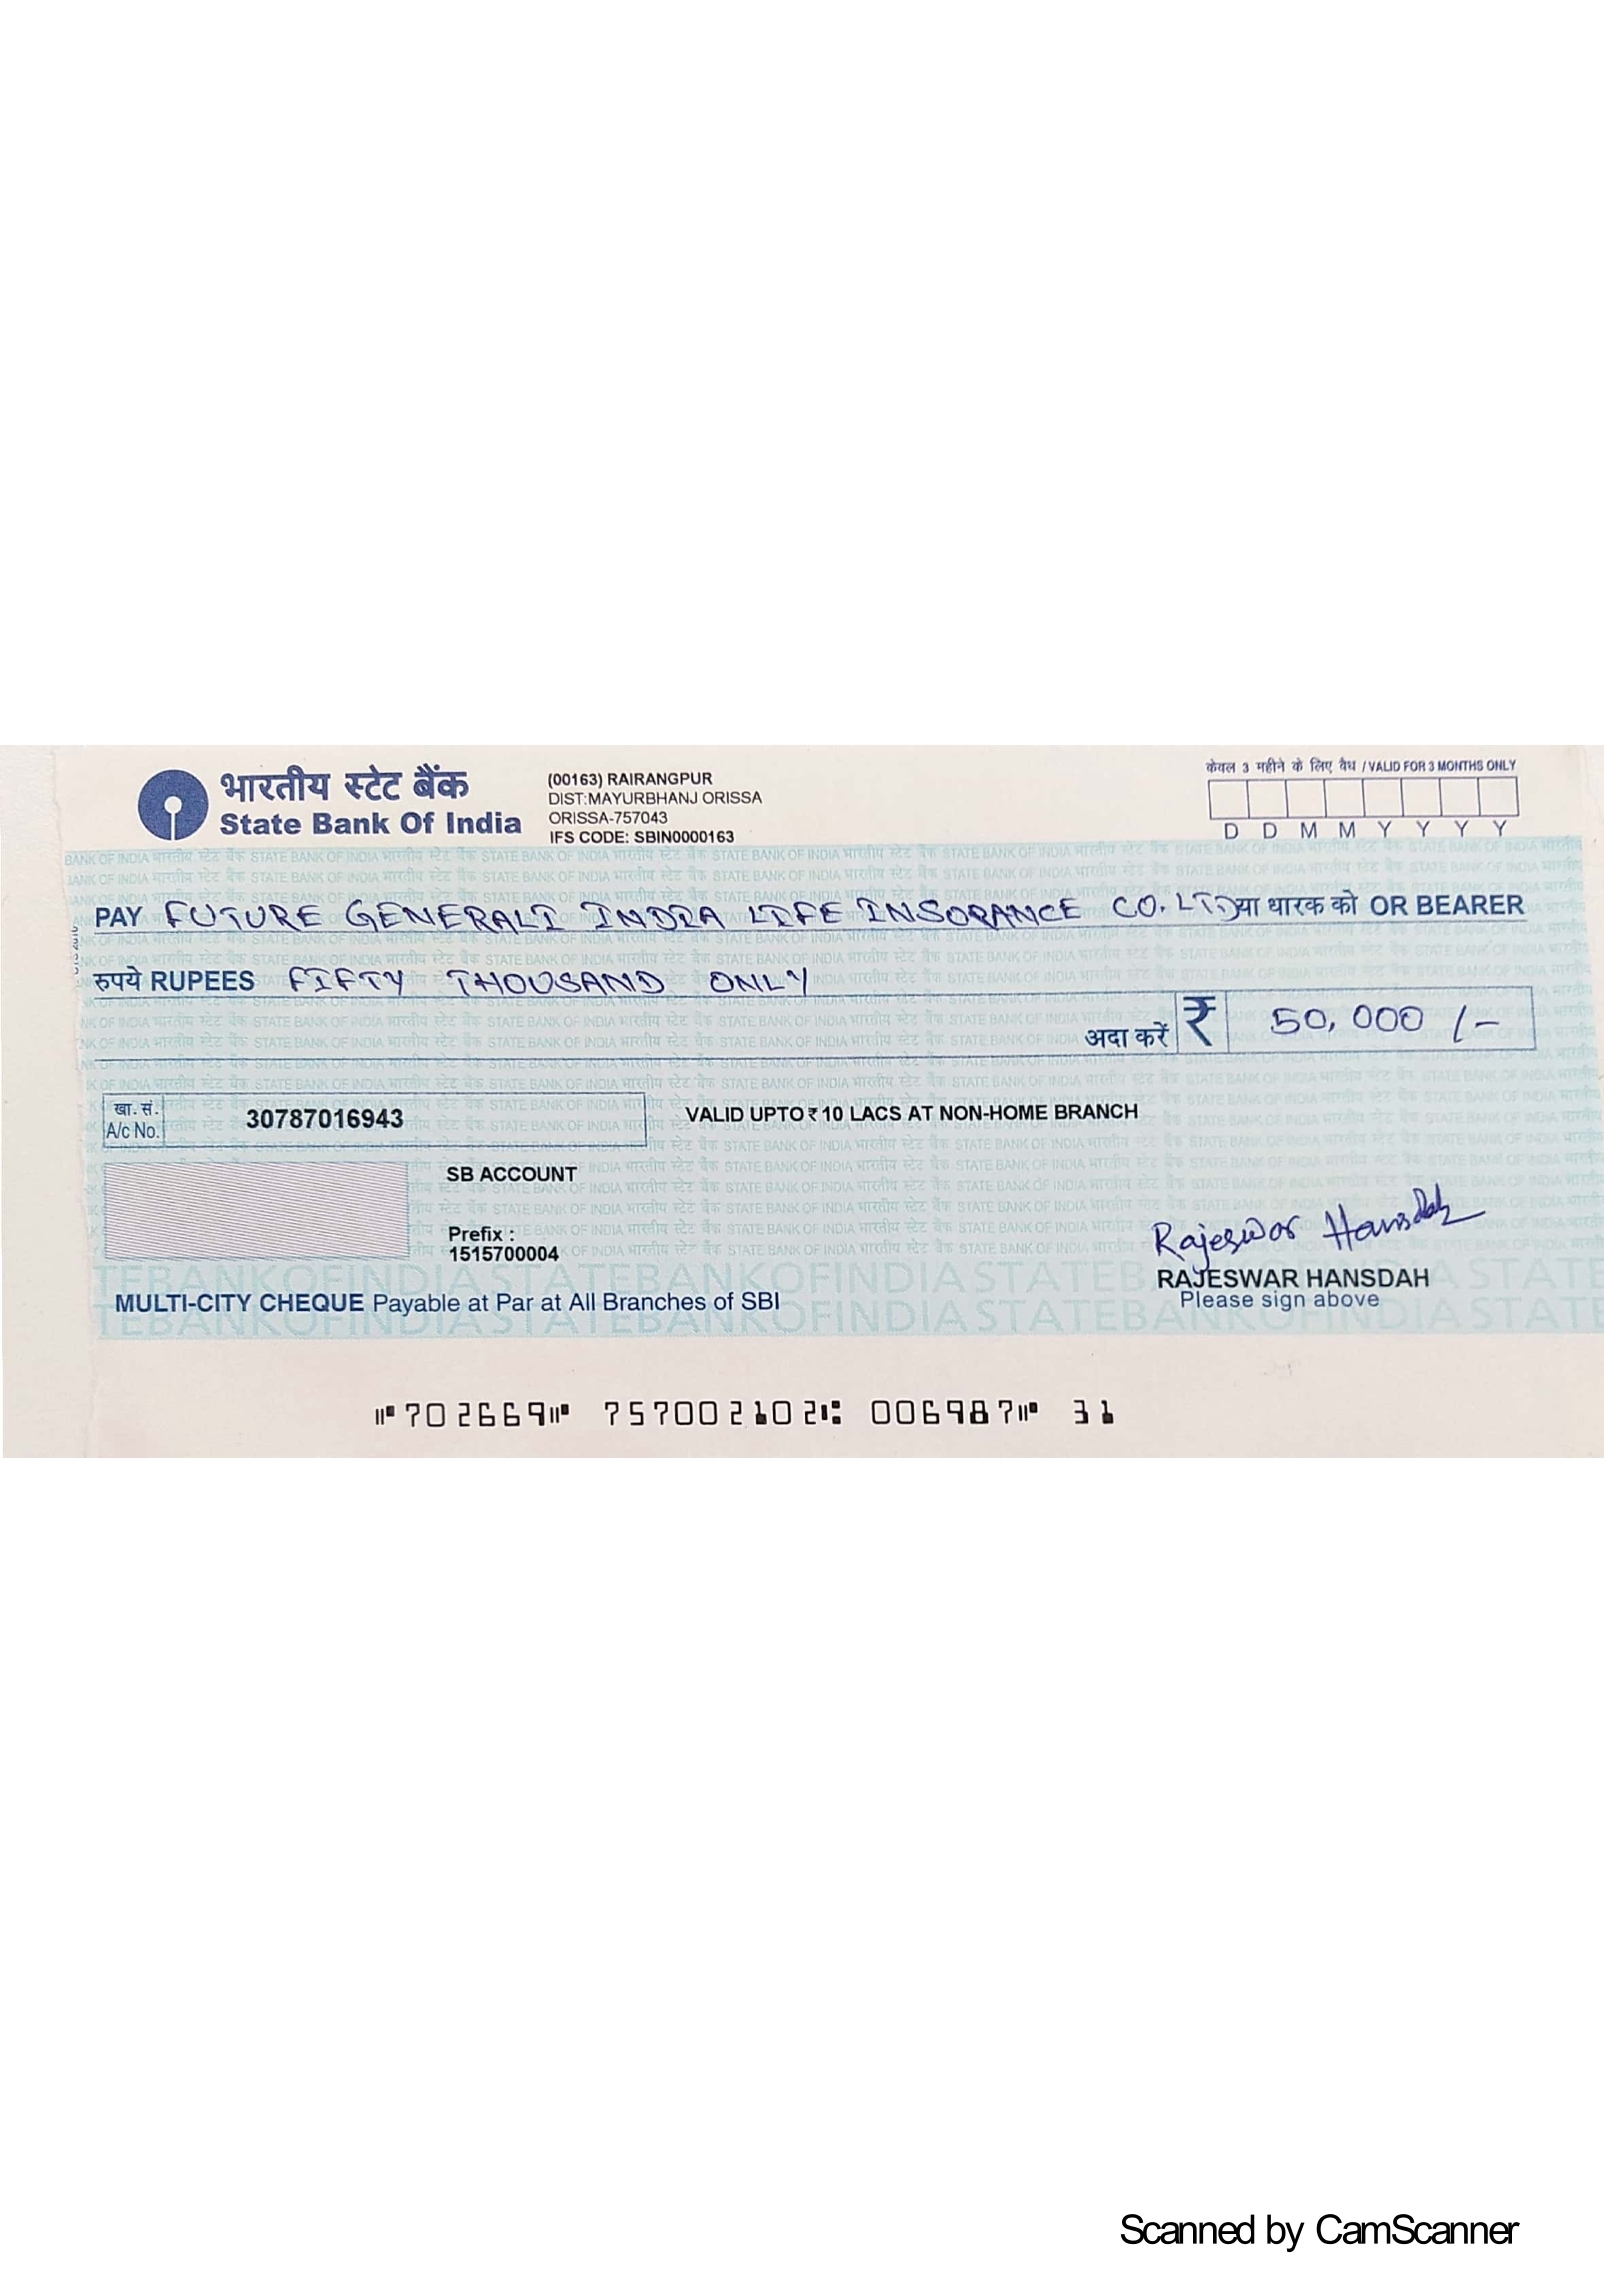 भारतीय स्टेट बैंक
State Bank Of India
(00163) RAIRANGPUR
DIST:MAYURBHANJ ORISSA
ORISSA-757043
IFS CODE: SBIN0000163
केवल 3 महीने के लिए वैध / VALID FOR 3 MONTHS ONLY
D D M M Y Y Y Y
PAY FUTURE GENERALI INDIA LIFE INSORANCE CO. LTD या धारक को OR BEARER
रुपये RUPEES FIFTY THOUSAND ONLY
अदा करें ₹ 50,000 /-
खा. सं.
A/c No.
30787016943
VALID UPTO ₹ 10 LACS AT NON-HOME BRANCH
SB ACCOUNT
Prefix :
1515700004
Rajeswar Hansdah
RAJESWAR HANSDAH
Please sign above
MULTI-CITY CHEQUE Payable at Par at All Branches of SBI
⑈702669⑈ 757002102⑆ 006987⑈ 31
Scanned by CamScanner